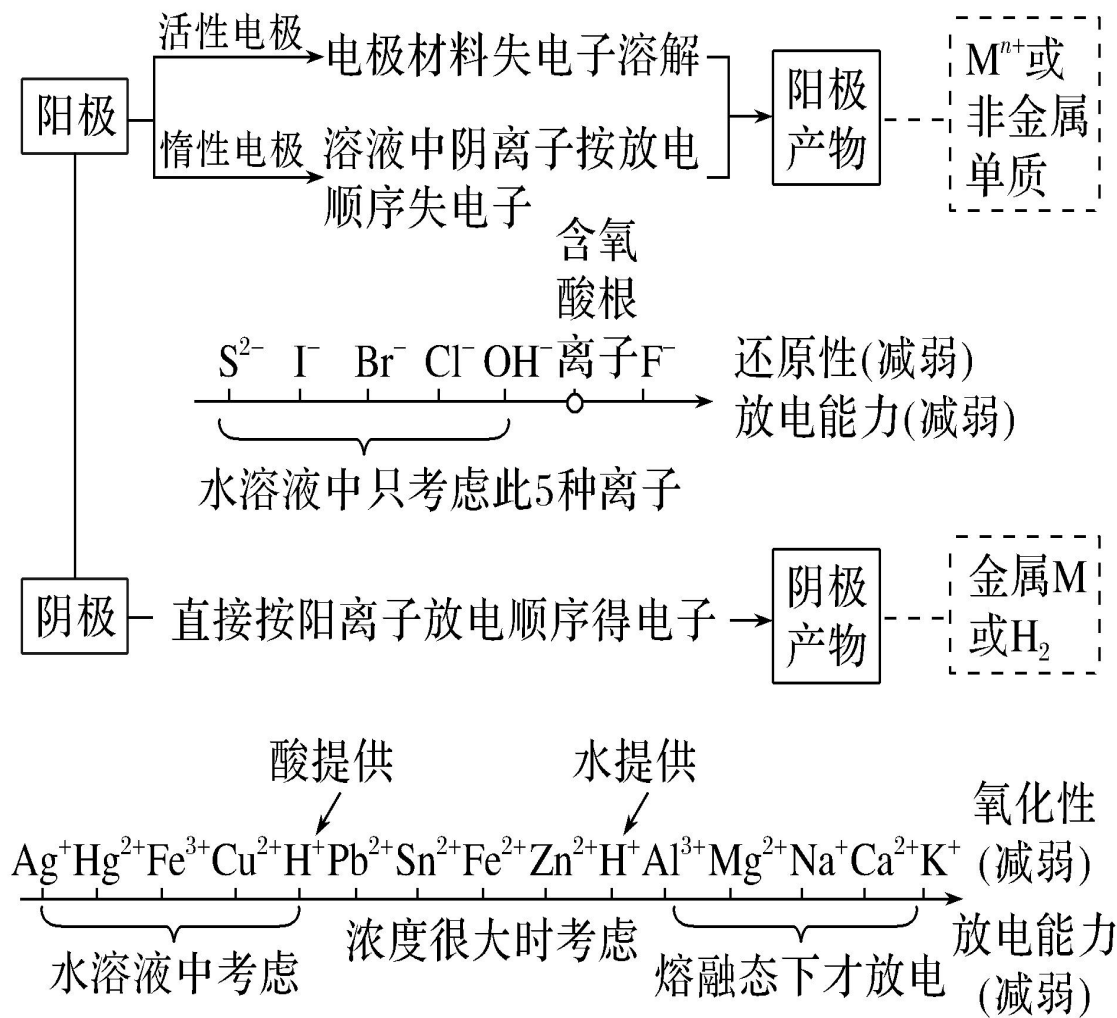 活性电极
电极材料失电子溶解
阳极
惰性电极
溶液中阴离子按放电
顺序失电子
阳极
产物
Mⁿ⁺或
非金属
单质
含氧
酸根
S²⁻ I⁻ Br⁻ Cl⁻ OH⁻ 离子 F⁻
还原性(减弱)
放电能力(减弱)
水溶液中只考虑此5种离子
阴极
直接按阳离子放电顺序得电子
阴极
产物
金属M
或H₂
酸提供
水提供
Ag⁺Hg²⁺Fe³⁺Cu²⁺H⁺Pb²⁺Sn²⁺Fe²⁺Zn²⁺H⁺Al³⁺Mg²⁺Na⁺Ca²⁺K⁺
氧化性
(减弱)
水溶液中考虑
浓度很大时考虑
熔融态下才放电
放电能力
(减弱)